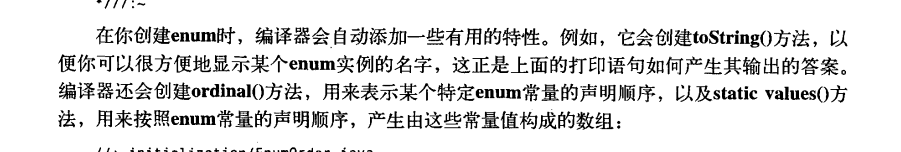 *///:~
在你创建enum时，编译器会自动添加一些有用的特性。例如，它会创建toString()方法，以
便你可以很方便地显示某个enum实例的名字，这正是上面的打印语句如何产生其输出的答案。
编译器还会创建ordinal()方法，用来表示某个特定enum常量的声明顺序，以及static values()方
法，用来按照enum常量的声明顺序，产生由这些常量值构成的数组：
//: initialization/EnumOrder.java